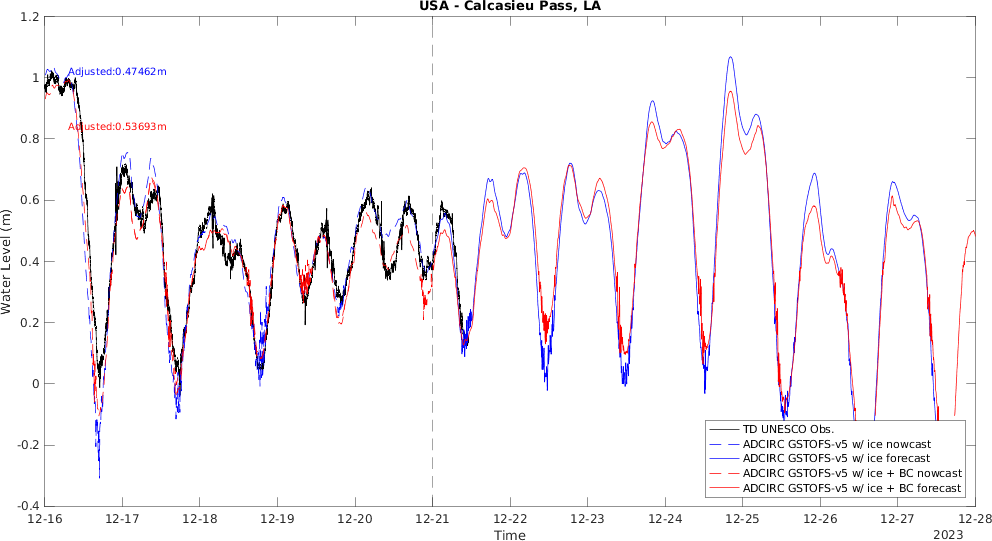 USA - Calcasieu Pass, LA
1.2
1
0.8
0.6
0.4
0.2
0
-0.2
-0.4
Water Level (m)
Adjusted:0.47462m
Adjusted:0.53693m
TD UNESCO Obs.
ADCIRC GSTOFS-v5 w/ ice nowcast
ADCIRC GSTOFS-v5 w/ ice forecast
ADCIRC GSTOFS-v5 w/ ice + BC nowcast
ADCIRC GSTOFS-v5 w/ ice + BC forecast
12-16 12-17 12-18 12-19 12-20 12-21 12-22 12-23 12-24 12-25 12-26 12-27 12-28
Time
2023